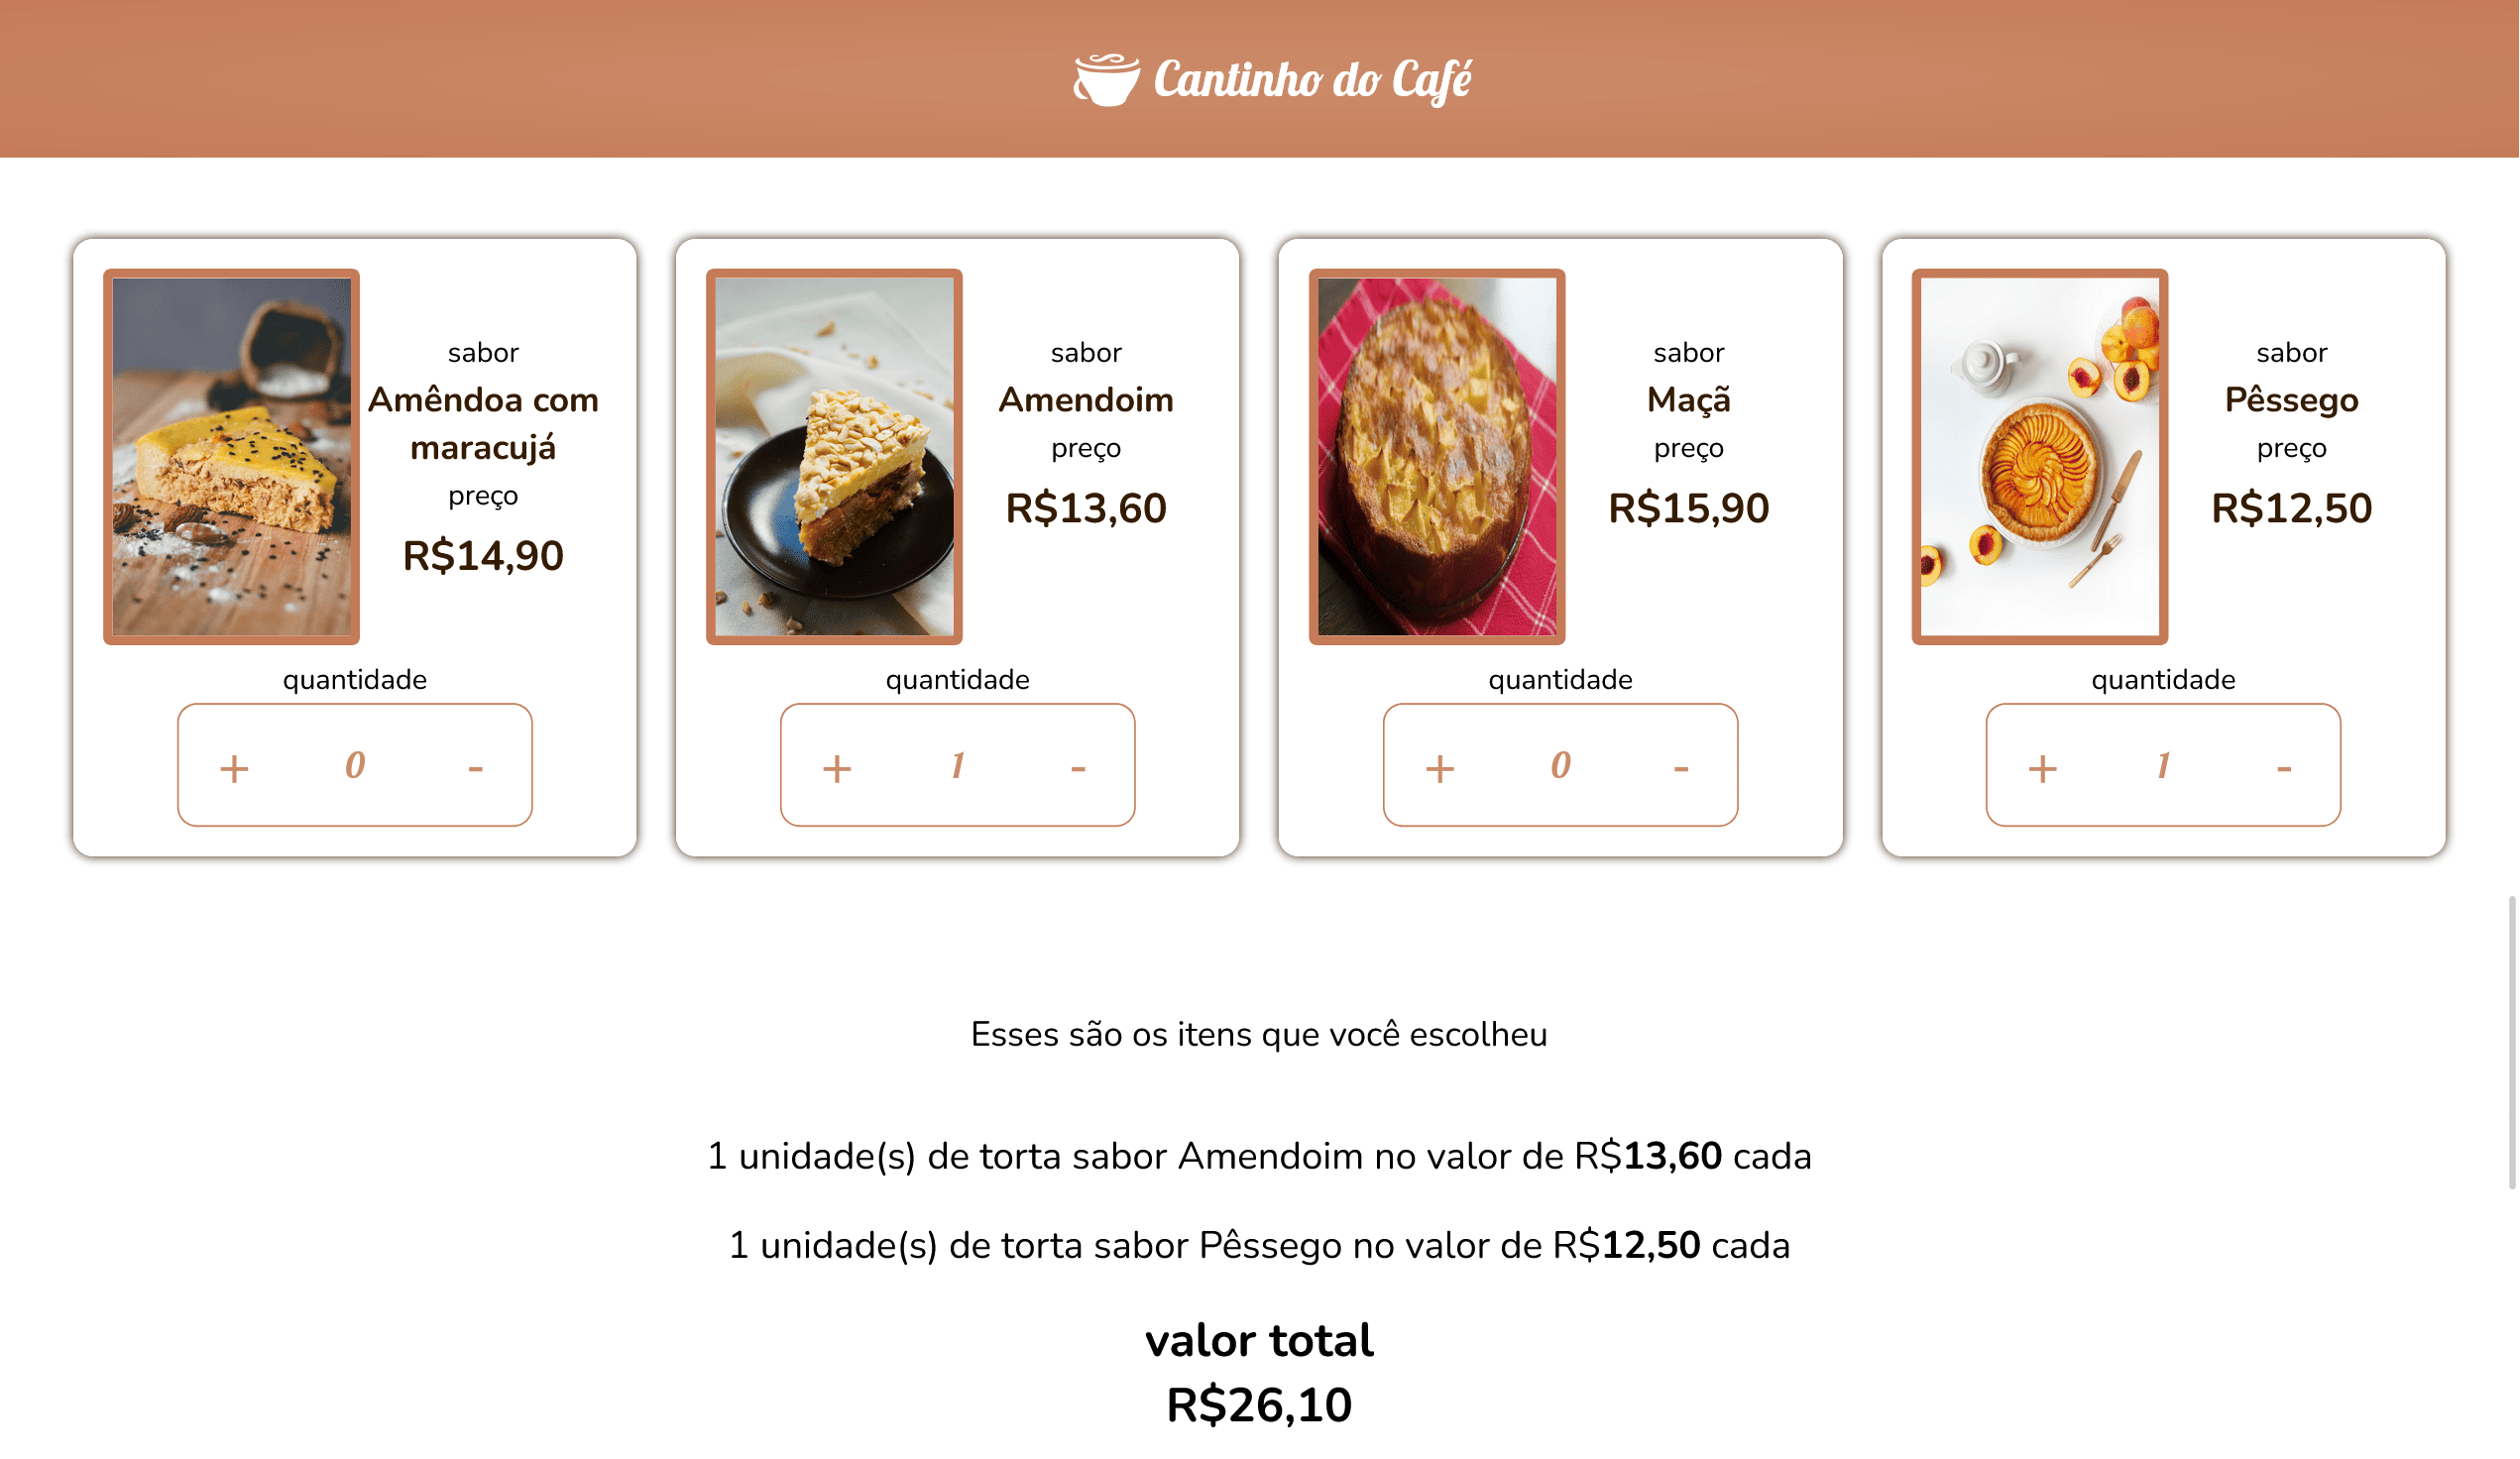 Cantinho do Café
sabor
Amêndoa com
maracujá
preço
R$14,90
quantidade
+ 0 -
sabor
Amendoim
preço
R$13,60
quantidade
+ 1 -
sabor
Maçã
preço
R$15,90
quantidade
+ 0 -
sabor
Pêssego
preço
R$12,50
quantidade
+ 1 -
Esses são os itens que você escolheu
1 unidade(s) de torta sabor Amendoim no valor de R$13,60 cada
1 unidade(s) de torta sabor Pêssego no valor de R$12,50 cada
valor total
R$26,10